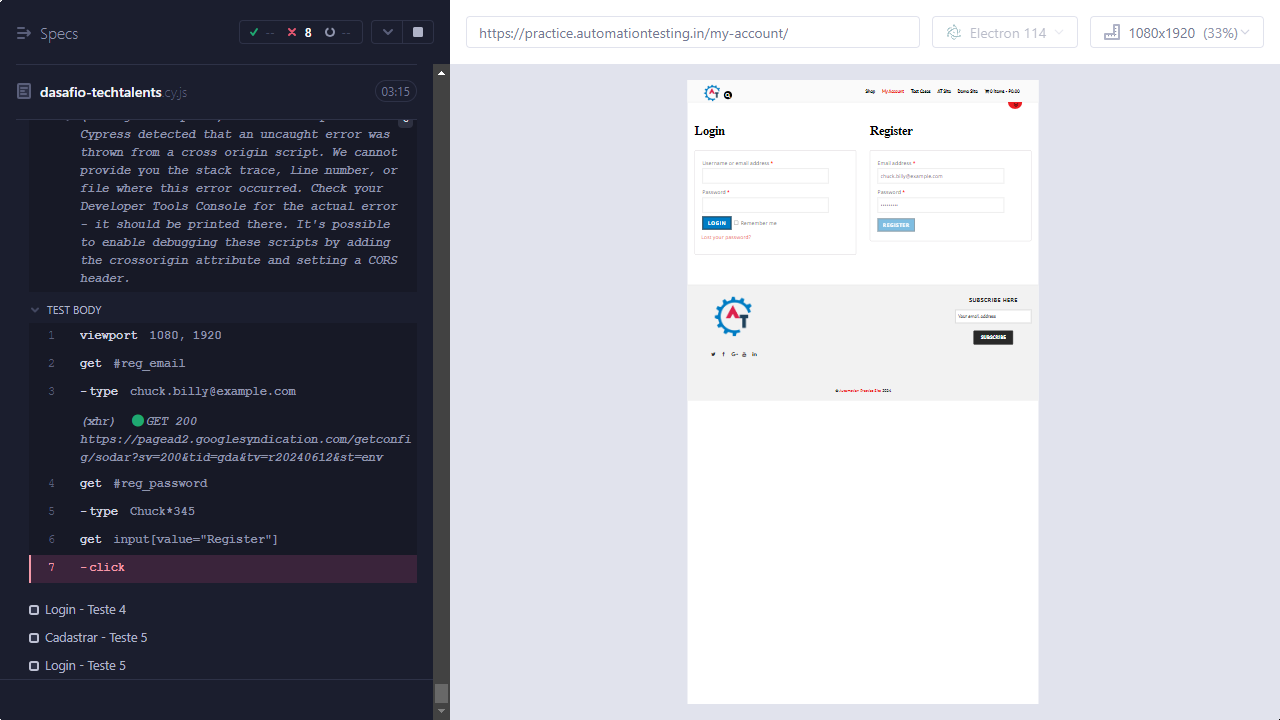 Specs
--
8
--
https://practice.automationtesting.in/my-account/
Electron 114
1080x1920 (33%)
dasafio-techtalents.cy.js
03:15
Cypress detected that an uncaught error was
thrown from a cross origin script. We cannot
provide you the stack trace, line number, or
file where this error occurred. Check your
Developer Tools Console for the actual error
- it should be printed there. It's possible
to enable debugging these scripts by adding
the crossorigin attribute and setting a CORS
header.
TEST BODY
1 viewport 1080, 1920
2 get #reg_email
3 -type chuck.billy@example.com
(xhr) GET 200
https://pagead2.googlesyndication.com/getconfi
g/sodar?sv=200&tid=gda&tv=r20240612&st=env
4 get #reg_password
5 -type Chuck*345
6 get input[value="Register"]
7 -click
Login - Teste 4
Cadastrar - Teste 5
Login - Teste 5
AT
Shop
My Account
Test Cases
AT Site
Demo Site
0 items - ₹0.00
Login
Username or email address *
Password *
LOGIN
Remember me
Lost your password?
Register
Email address *
chuck.billy@example.com
Password *
REGISTER
AT
SUBSCRIBE HERE
Your email address
SUBSCRIBE
© Automation Practice Site 2024